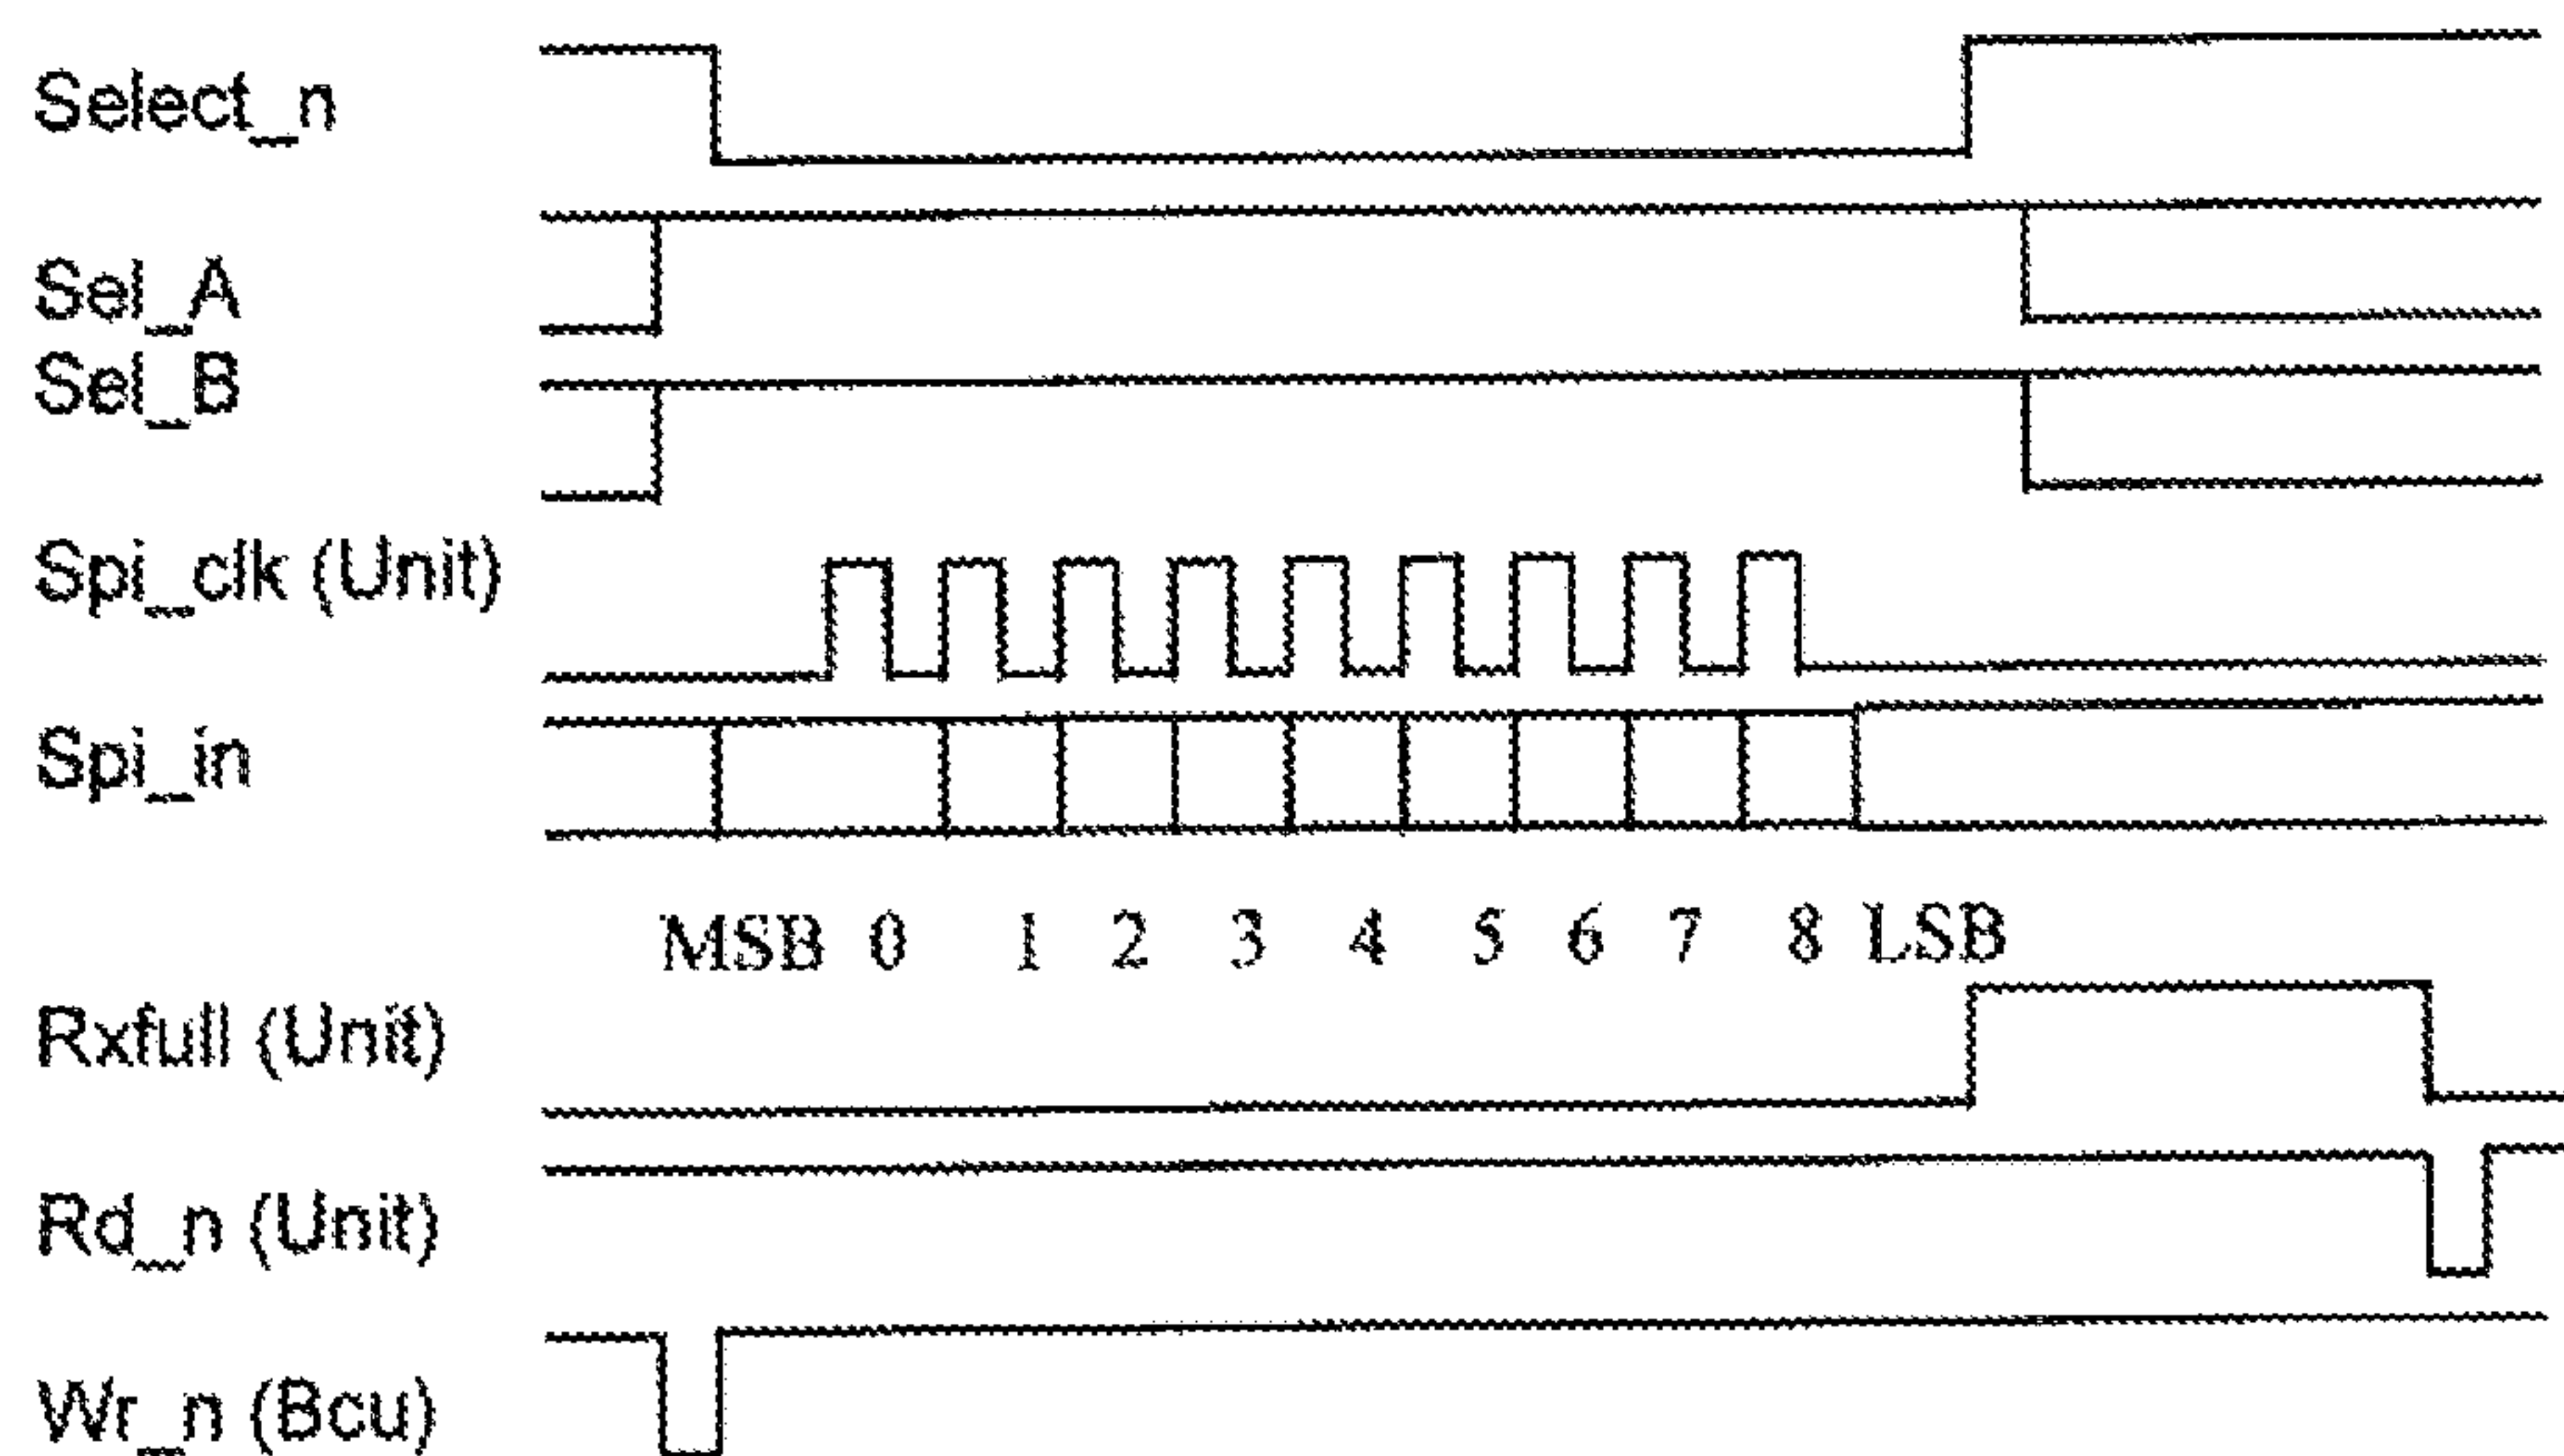 Select_n
Sel_A
Sel_B
Spi_clk (Unit)
Spi_in
MSB 0 1 2 3 4 5 6 7 8 LSB
Rxfull (Unit)
Rd_n (Unit)
Wr_n (Bcu)